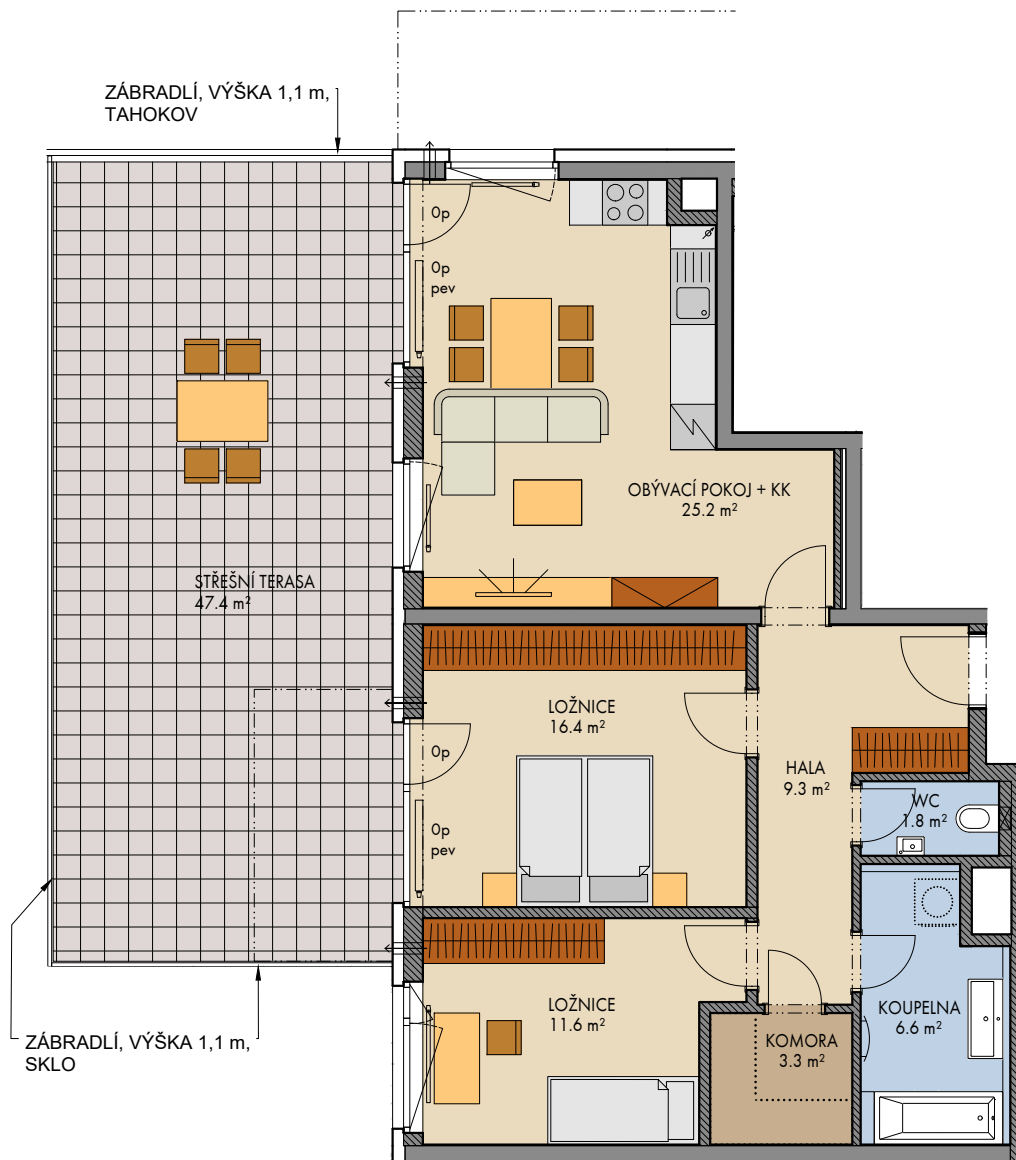 ZÁBRADLÍ, VÝŠKA 1,1 m,
TAHOKOV
0p
0p
pev
OBÝVACÍ POKOJ + KK
25.2 m²
STŘEŠNÍ TERASA
47.4 m²
LOŽNICE
16.4 m²
0p
HALA
9.3 m²
WC
1.8 m²
0p
pev
LOŽNICE
11.6 m²
KOUPELNA
6.6 m²
KOMORA
3.3 m²
ZÁBRADLÍ, VÝŠKA 1,1 m,
SKLO